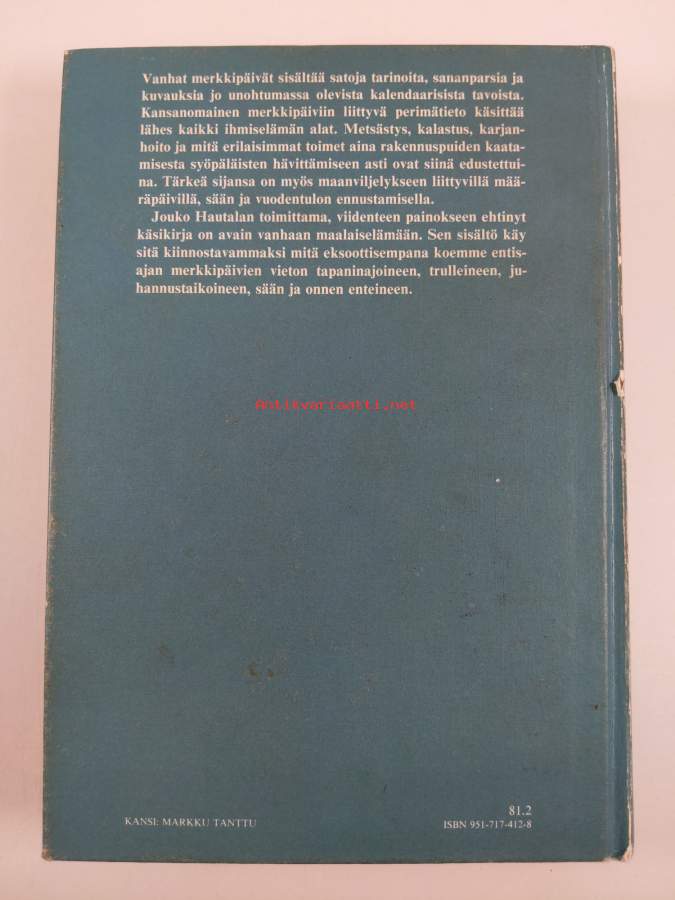 Vanhat merkkipäivät sisältää satoja tarinoita, sananparsia ja
kuvauksia jo unohtumassa olevista kalendaarisista tavoista.
Kansanomainen merkkipäiviin liittyvä perimätieto käsittää
lähes kaikki ihmiselämän alat. Metsästys, kalastus, karjan-
hoito ja mitä erilaisimmat toimet aina rakennuspuiden kaata-
misesta syöpäläisten hävittämiseen asti ovat siinä edustettui-
na. Tärkeä sijansa on myös maanviljelykseen liittyvillä mää-
räpäivillä, sään ja vuodentulon ennustamisella.
Jouko Hautalan toimittama, viidenteen painokseen ehtinyt
käsikirja on avain vanhaan maalaiselämään. Sen sisältö käy
sitä kiinnostavammaksi mitä eksoottisempana koemme entis-
ajan merkkipäivien vieton tapaninajoineen, trulleineen, ju-
hannustaikoineen, sään ja onnen enteineen.
Antikvariaatti.net
81.2
KANSI: MARKKU TANTTU
ISBN 951-717-412-8